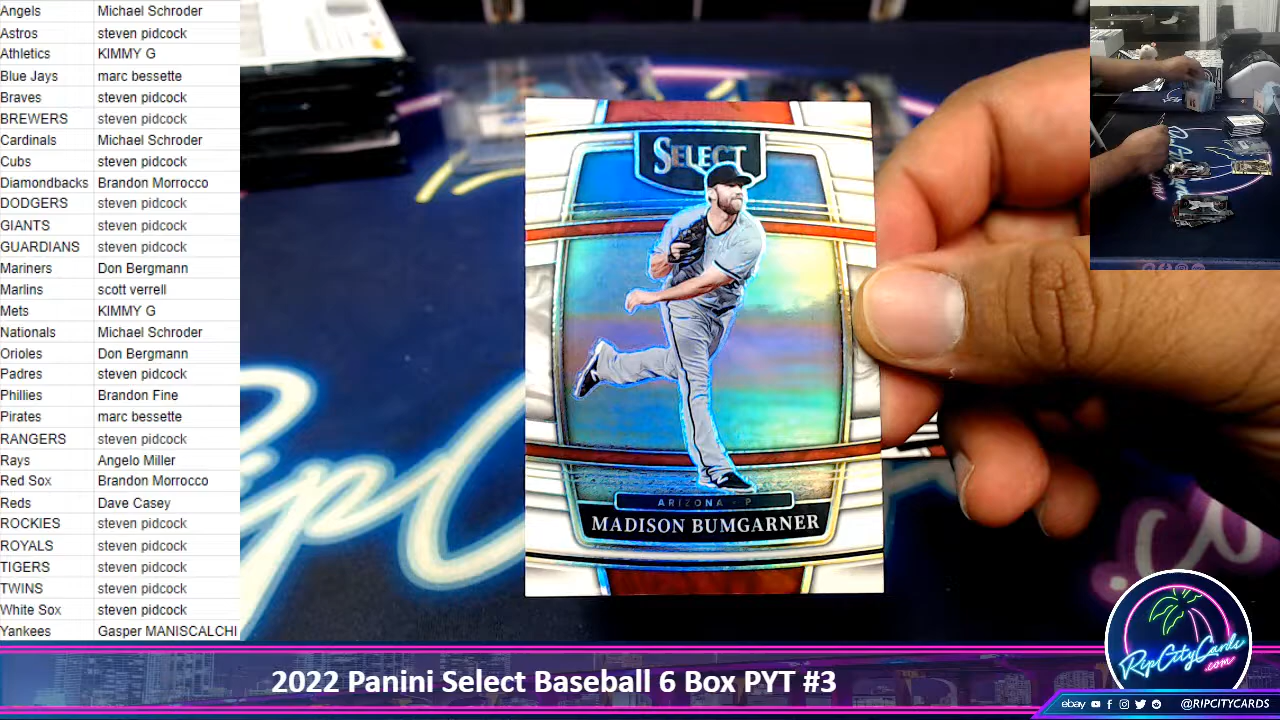 Angels Michael Schroder
Astros steven pidcock
Athletics KIMMY G
Blue Jays marc bessette
Braves steven pidcock
BREWERS steven pidcock
Cardinals Michael Schroder
Cubs steven pidcock
Diamondbacks Brandon Morrocco
DODGERS steven pidcock
GIANTS steven pidcock
GUARDIANS steven pidcock
Mariners Don Bergmann
Marlins scott verrell
Mets KIMMY G
Nationals Michael Schroder
Orioles Don Bergmann
Padres steven pidcock
Phillies Brandon Fine
Pirates marc bessette
RANGERS steven pidcock
Rays Angelo Miller
Red Sox Brandon Morrocco
Reds Dave Casey
ROCKIES steven pidcock
ROYALS steven pidcock
TIGERS steven pidcock
TWINS steven pidcock
White Sox steven pidcock
Yankees Gasper MANISCALCHI
SELECT
ARIZONA - P
MADISON BUMGARNER
RipCityCards
.com
2022 Panini Select Baseball 6 Box PYT #3
ebay @RIPCITYCARDS